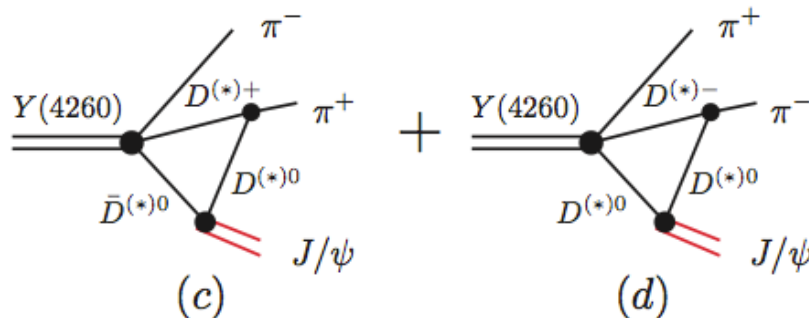 π⁻ π⁺
Y(4260) D⁽*⁾⁺ π⁺ + Y(4260) D⁽*⁾⁻ π⁻
D̄⁽*⁾⁰ D⁽*⁾⁰ D⁽*⁾⁰ D⁽*⁾⁰
J/ψ J/ψ
(c) (d)